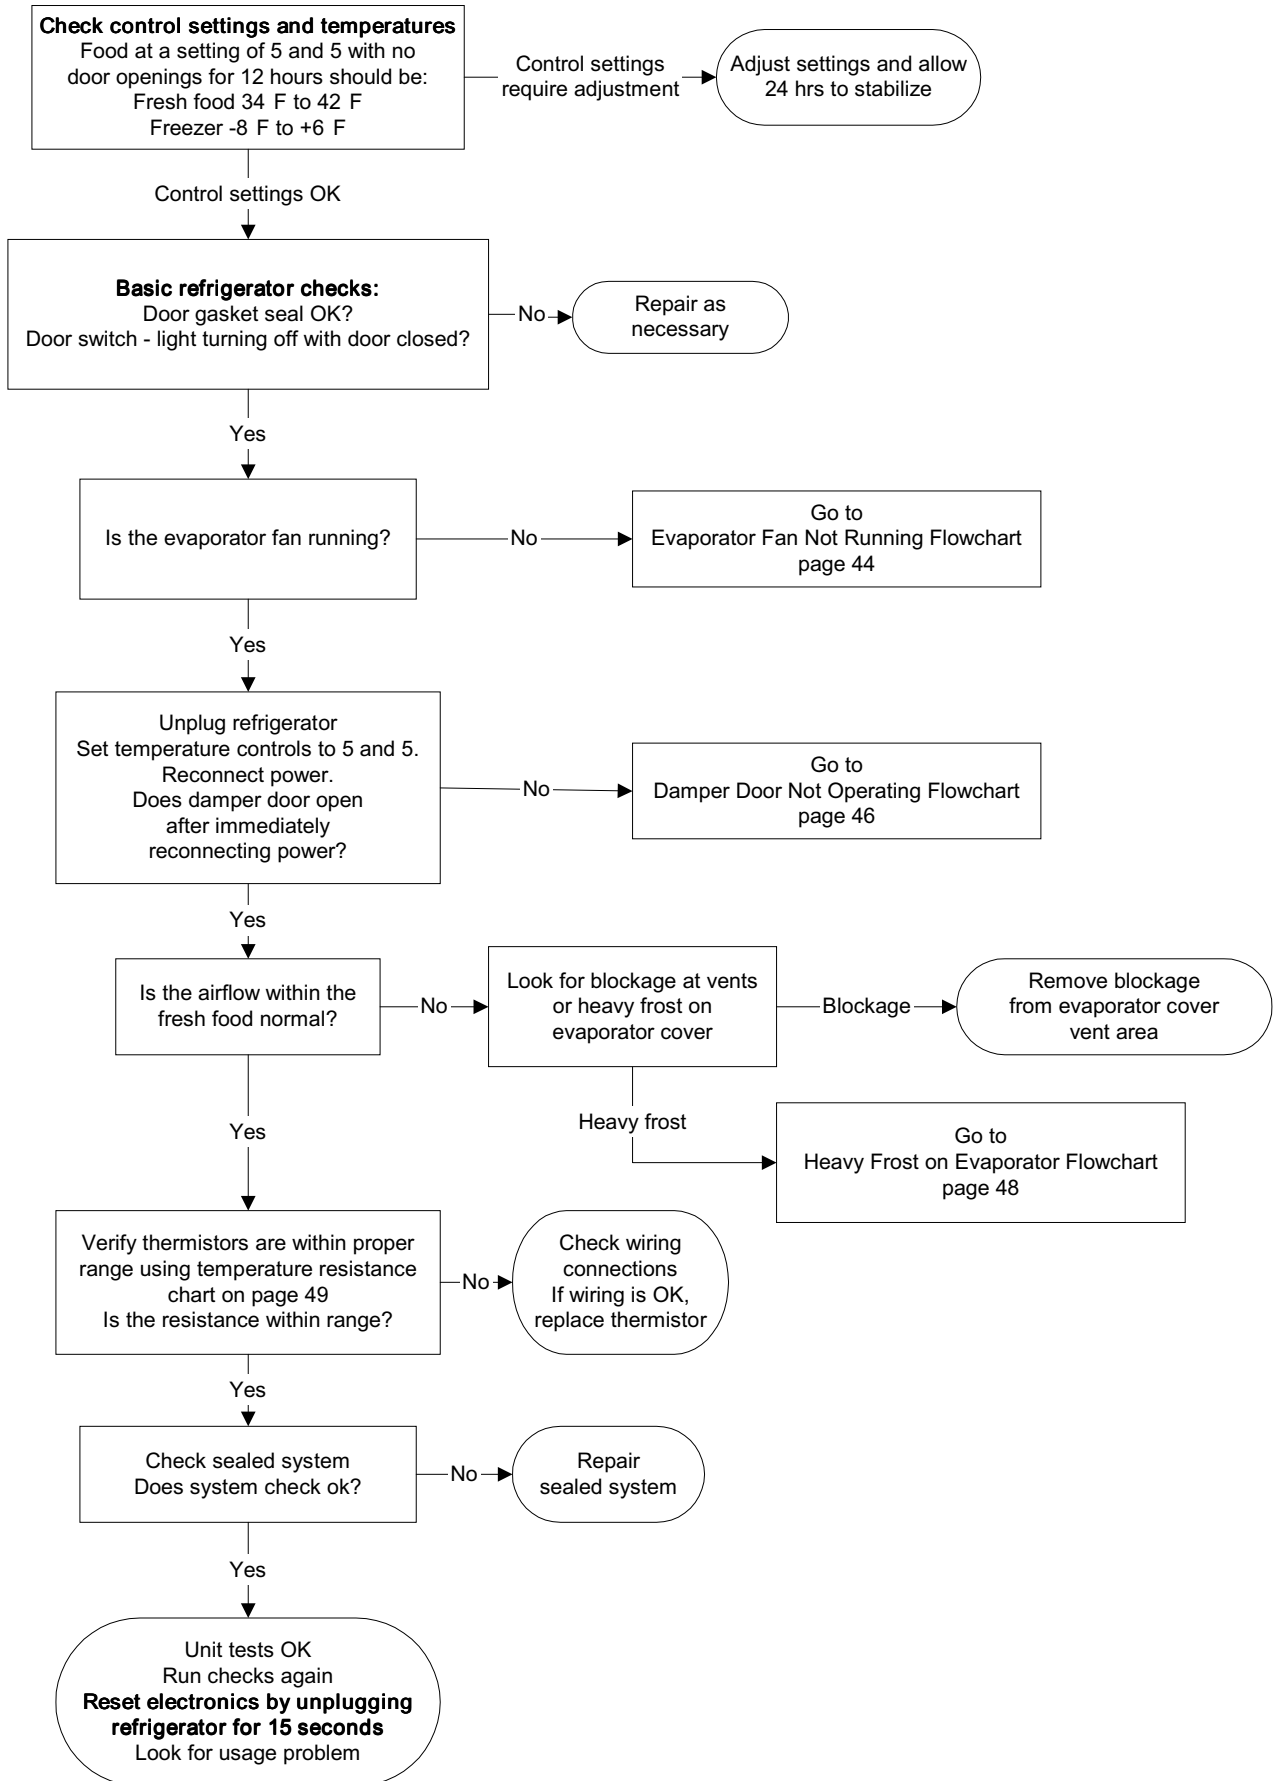 Check control settings and temperatures
Food at a setting of 5 and 5 with no
door openings for 12 hours should be:
Fresh food 34 F to 42 F
Freezer -8 F to +6 F
Control settings
require adjustment
Adjust settings and allow
24 hrs to stabilize
Control settings OK
Basic refrigerator checks:
Door gasket seal OK?
Door switch - light turning off with door closed?
No
Repair as
necessary
Yes
Is the evaporator fan running?
No
Go to
Evaporator Fan Not Running Flowchart
page 44
Yes
Unplug refrigerator
Set temperature controls to 5 and 5.
Reconnect power.
Does damper door open
after immediately
reconnecting power?
No
Go to
Damper Door Not Operating Flowchart
page 46
Yes
Is the airflow within the
fresh food normal?
No
Look for blockage at vents
or heavy frost on
evaporator cover
Blockage
Remove blockage
from evaporator cover
vent area
Heavy frost
Go to
Heavy Frost on Evaporator Flowchart
page 48
Yes
Verify thermistors are within proper
range using temperature resistance
chart on page 49
Is the resistance within range?
No
Check wiring
connections
If wiring is OK,
replace thermistor
Yes
Check sealed system
Does system check ok?
No
Repair
sealed system
Yes
Unit tests OK
Run checks again
Reset electronics by unplugging
refrigerator for 15 seconds
Look for usage problem